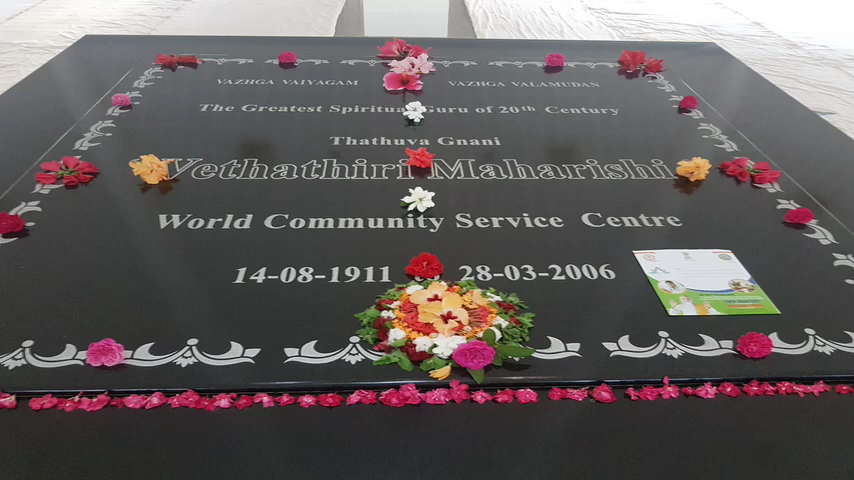 VAZHGA VAIYAGAM VAZHGA VALAMUDAN
The Greatest Spiritual Guru of 20th Century
Thathuva Gnani
Vethathiri Maharishi
World Community Service Centre
14-08-1911 28-03-2006